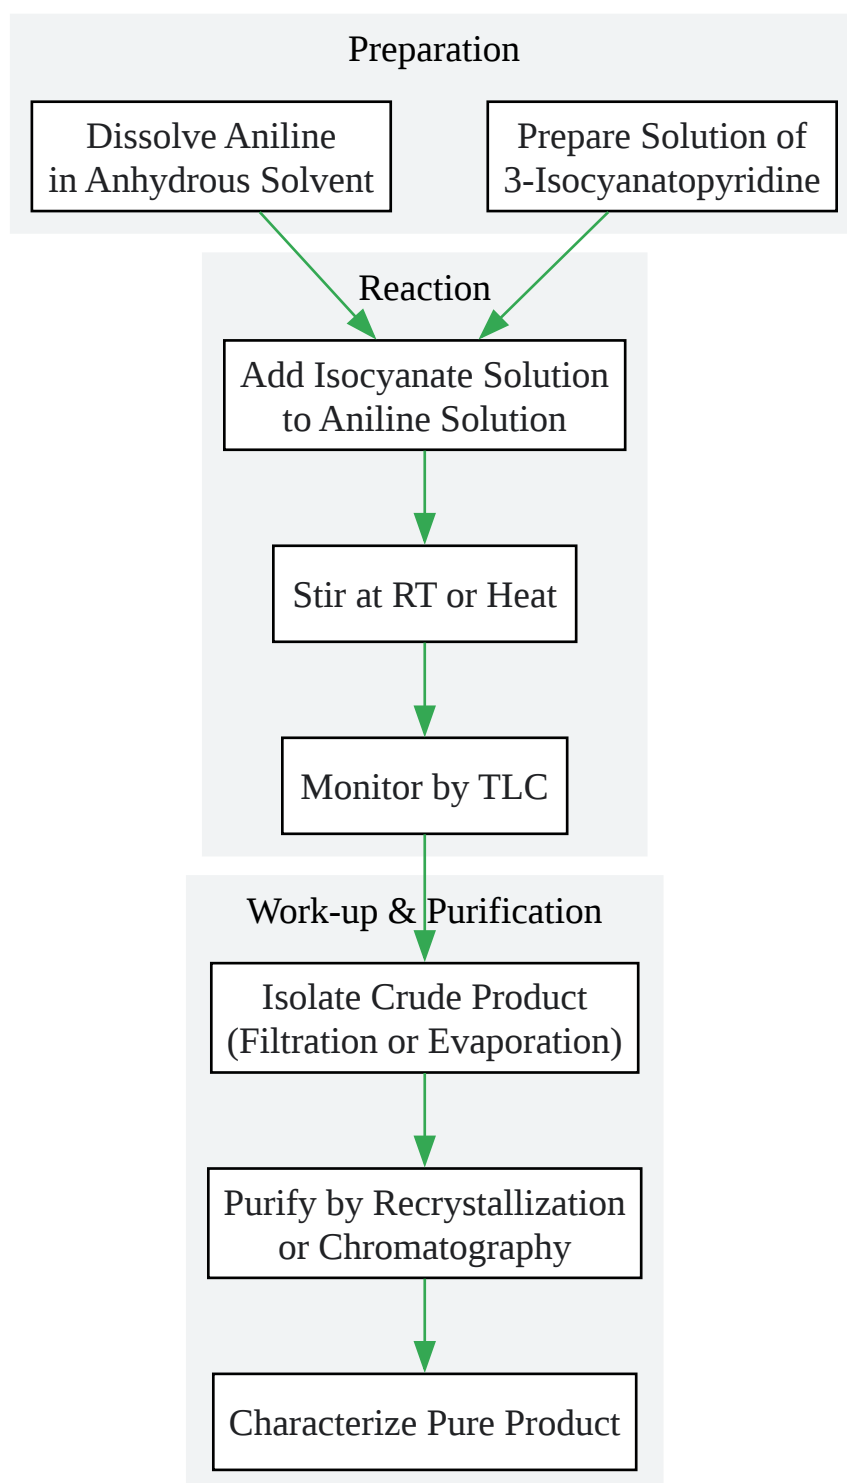 Preparation
Dissolve Aniline
in Anhydrous Solvent
Prepare Solution of
3-Isocyanatopyridine
Reaction
Add Isocyanate Solution
to Aniline Solution
Stir at RT or Heat
Monitor by TLC
Work-up & Purification
Isolate Crude Product
(Filtration or Evaporation)
Purify by Recrystallization
or Chromatography
Characterize Pure Product